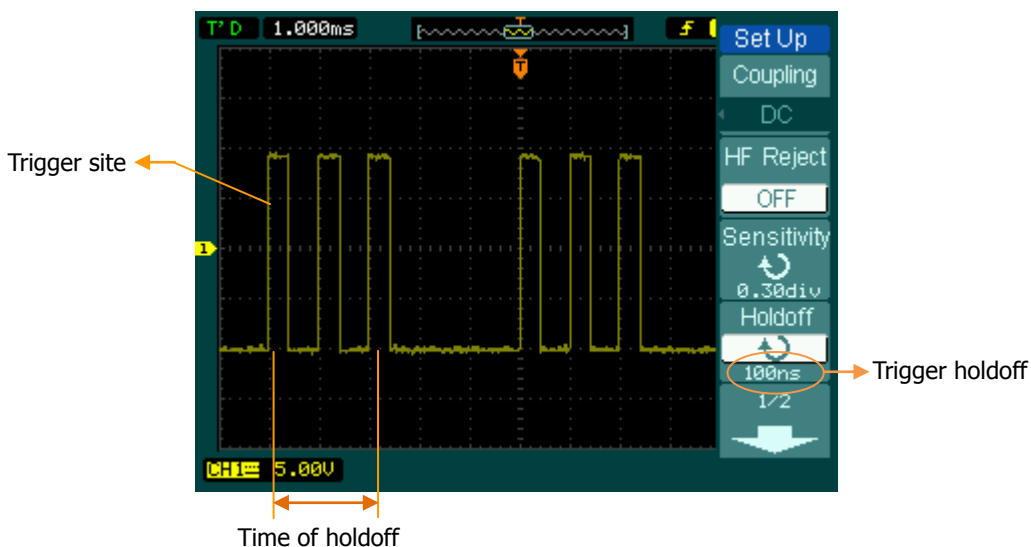 T'D 1.000ms T
Set Up
Coupling
DC
T
HF Reject
OFF
Trigger site
Sensitivity
1
0.30div
Holdoff
100ns
Trigger holdoff
1/2
CH1 5.00V
Time of holdoff